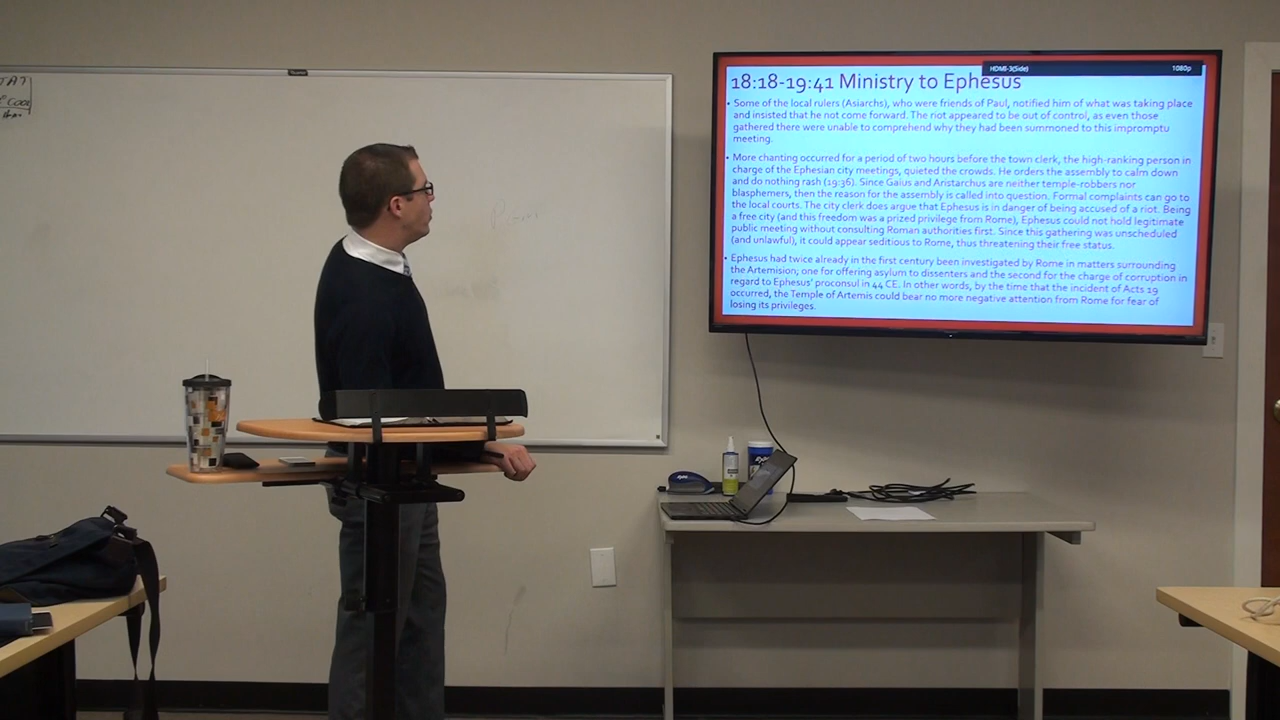 HDMI-3(Side) 1080p
18:18-19:41 Ministry to Ephesus
• Some of the local rulers (Asiarchs), who were friends of Paul, notified him of what was taking place
and insisted that he not come forward. The riot appeared to be out of control, as even those
gathered there were unable to comprehend why they had been summoned to this impromptu
meeting.
• More chanting occurred for a period of two hours before the town clerk, the high-ranking person in
charge of the Ephesian city meetings, quieted the crowds. He orders the assembly to calm down
and do nothing rash (19:36). Since Gaius and Aristarchus are neither temple-robbers nor
blasphemers, then the reason for the assembly is called into question. Formal complaints can go to
the local courts. The city clerk does argue that Ephesus is in danger of being accused of a riot. Being
a free city (and this freedom was a prized privilege from Rome), Ephesus could not hold legitimate
public meeting without consulting Roman authorities first. Since this gathering was unscheduled
(and unlawful), it could appear seditious to Rome, thus threatening their free status.
• Ephesus had twice already in the first century been investigated by Rome in matters surrounding
the Artemision; one for offering asylum to dissenters and the second for the charge of corruption in
regard to Ephesus' proconsul in 44 CE. In other words, by the time that the incident of Acts 19
occurred, the Temple of Artemis could bear no more negative attention from Rome for fear of
losing its privileges.